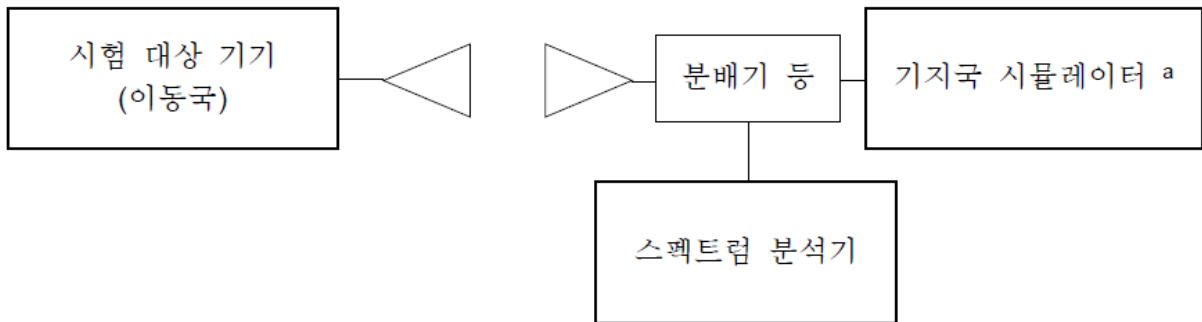 시험 대상 기기
(이동국)
분배기 등
기지국 시뮬레이터 ᵃ
스펙트럼 분석기